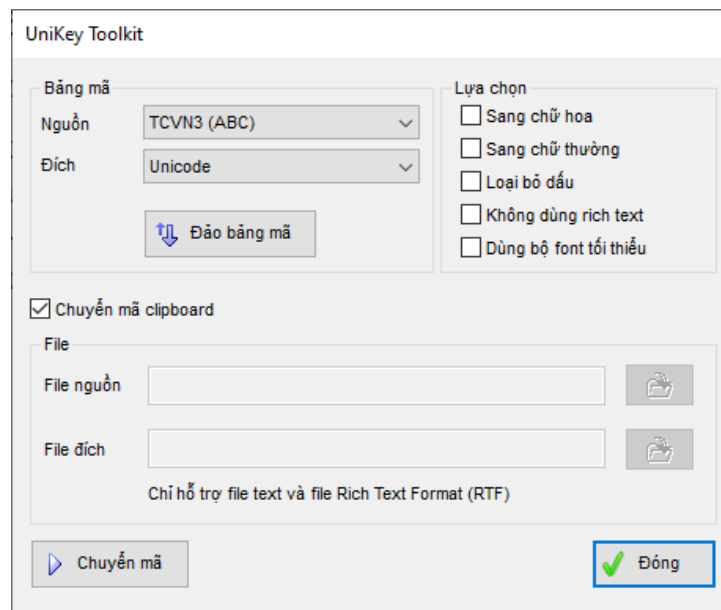 UniKey Toolkit
Bảng mã
Nguồn
TCVN3 (ABC)
Đích
Unicode
Đảo bảng mã
Lựa chọn
Sang chữ hoa
Sang chữ thường
Loại bỏ dấu
Không dùng rich text
Dùng bộ font tối thiểu
Chuyển mã clipboard
File
File nguồn
File đích
Chỉ hỗ trợ file text và file Rich Text Format (RTF)
Chuyển mã
Đóng